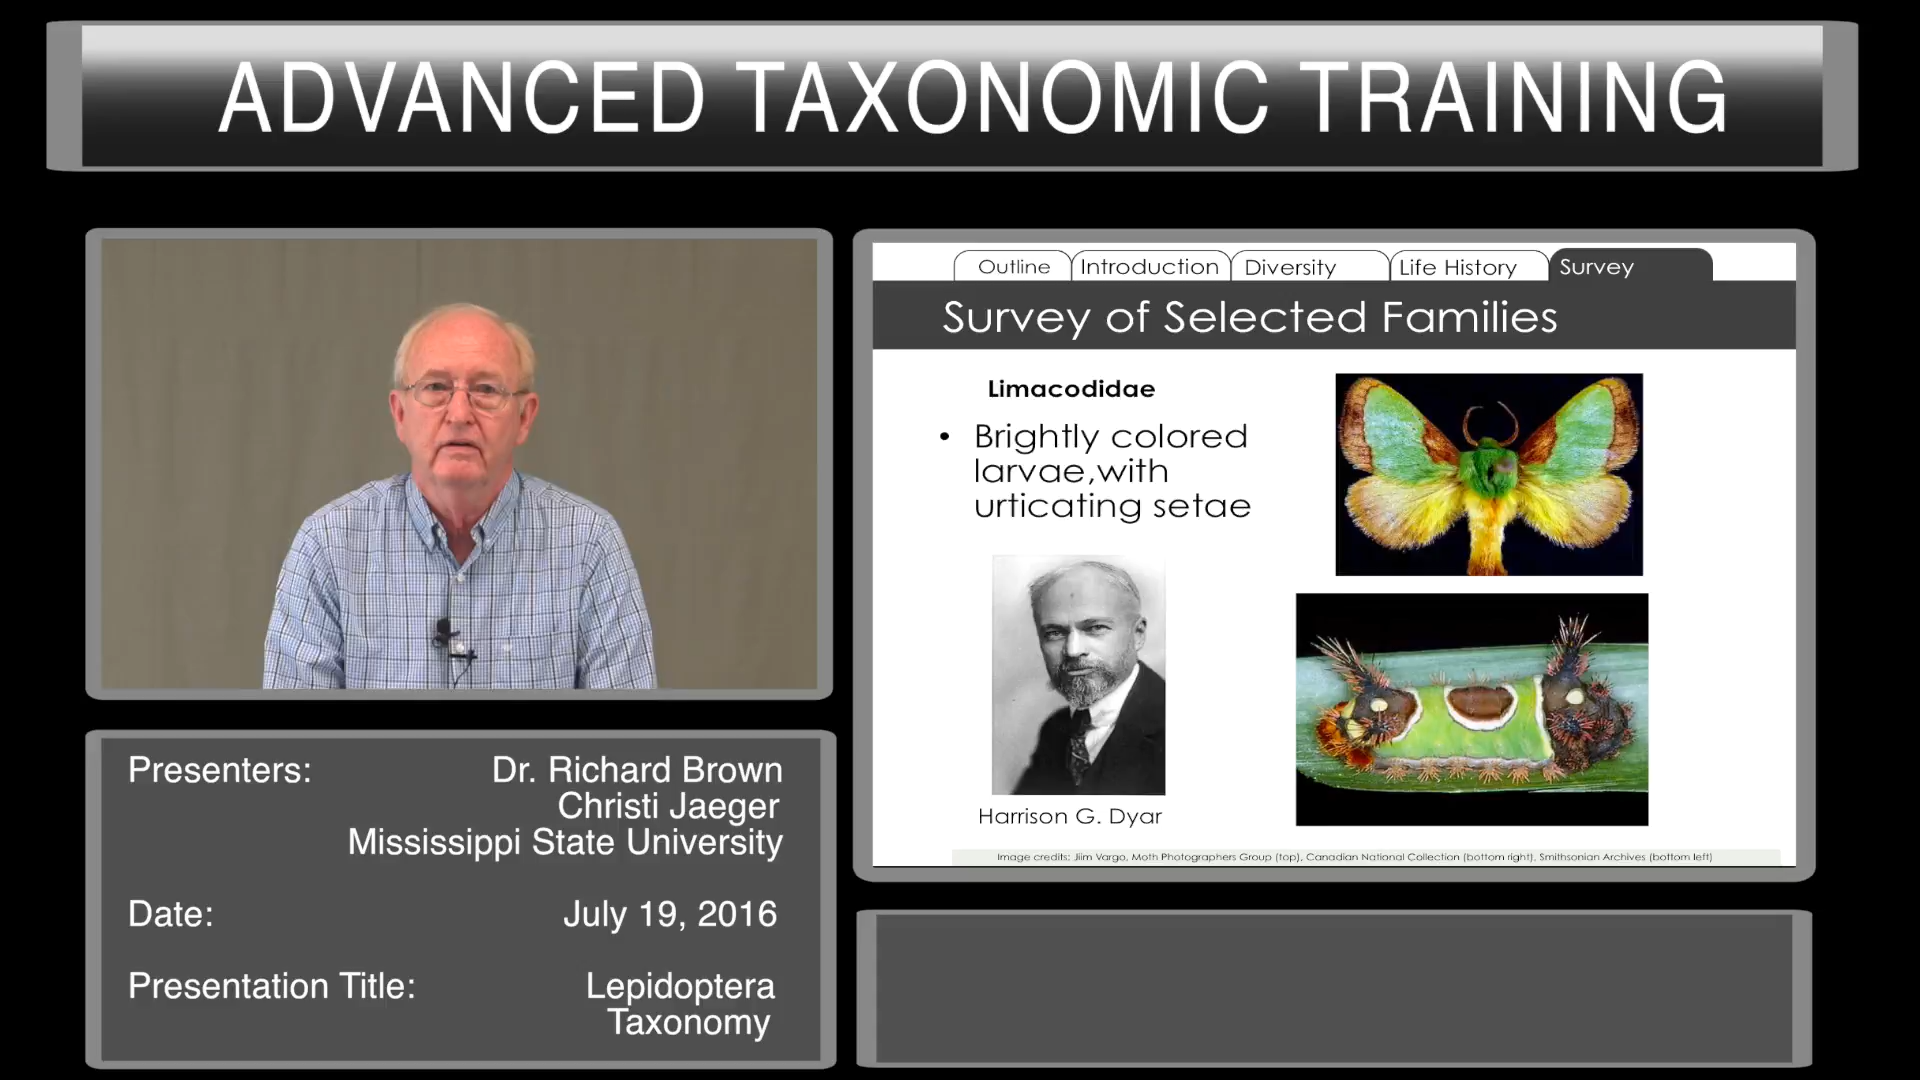 ADVANCED TAXONOMIC TRAINING
Presenters: Dr. Richard Brown
Christi Jaeger
Mississippi State University
Date: July 19, 2016
Presentation Title: Lepidoptera
Taxonomy
Outline Introduction Diversity Life History Survey
Survey of Selected Families
Limacodidae
• Brightly colored
larvae,with
urticating setae
Harrison G. Dyar
Image credits: Jiim Vargo, Moth Photographers Group (top), Canadian National Collection (bottom right), Smithsonian Archives (bottom left)